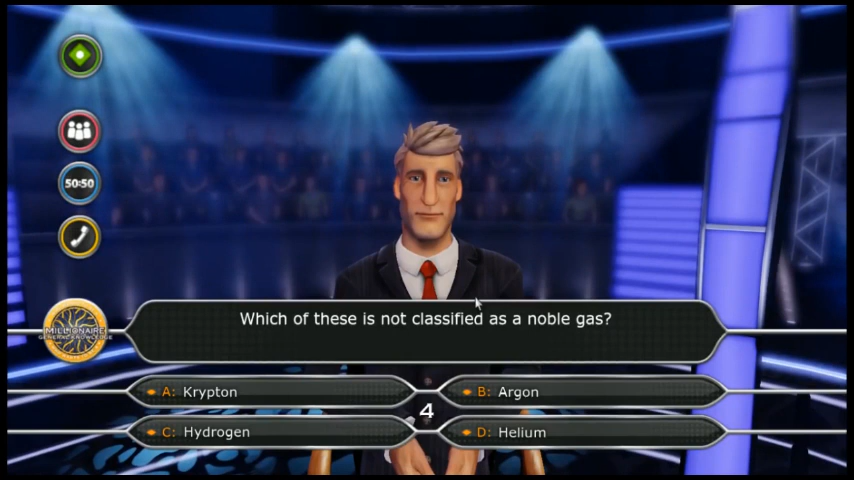 50:50
MILLIONAIRE
GENERAL KNOWLEDGE
Which of these is not classified as a noble gas?
A: Krypton
B: Argon
4
C: Hydrogen
D: Helium